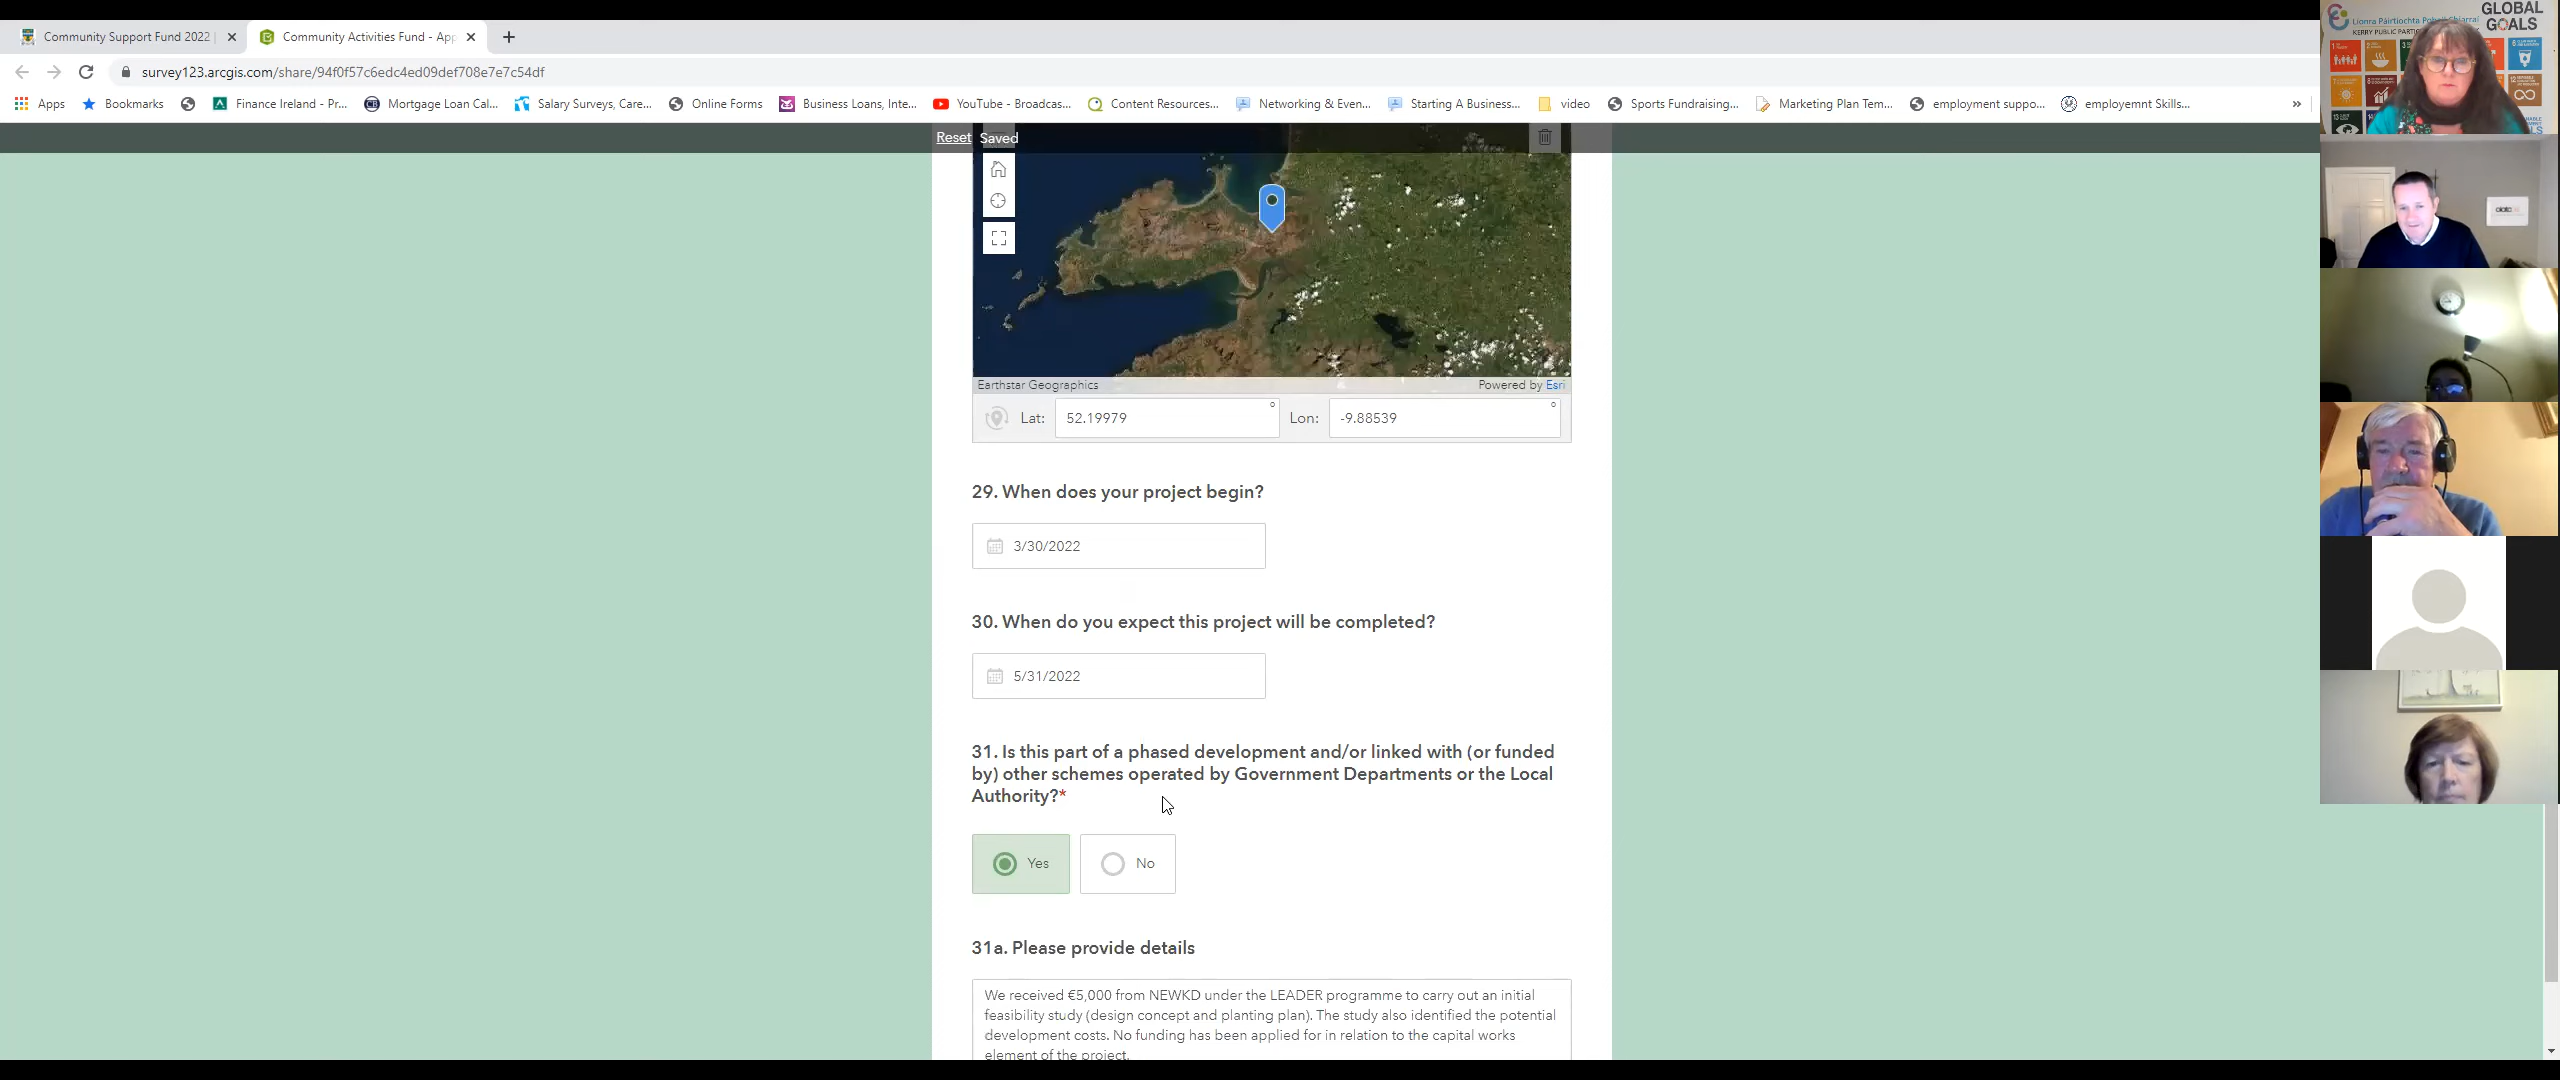 Community Support Fund 2022
Community Activities Fund - App
survey123.arcgis.com/share/94f0f57c6edc4ed09def708e7e7c54df
Apps Bookmarks Finance Ireland - Pr... Mortgage Loan Cal... Salary Surveys, Care... Online Forms Business Loans, Inte... YouTube - Broadcas... Content Resources... Networking & Even... Starting A Business... video Sports Fundraising... Marketing Plan Tem... employment suppo... employemnt Skills... »
Reset Saved
Earthstar Geographics Powered by Esri
Lat: 52.19979 ° Lon: -9.88539 °
29. When does your project begin?
3/30/2022
30. When do you expect this project will be completed?
5/31/2022
31. Is this part of a phased development and/or linked with (or funded
by) other schemes operated by Government Departments or the Local
Authority?*
Yes No
31a. Please provide details
We received €5,000 from NEWKD under the LEADER programme to carry out an initial
feasibility study (design concept and planting plan). The study also identified the potential
development costs. No funding has been applied for in relation to the capital works
element of the project.
GLOBAL
GOALS
Líonra Páirtíochta Pobail Chiarraí
KERRY PUBLIC